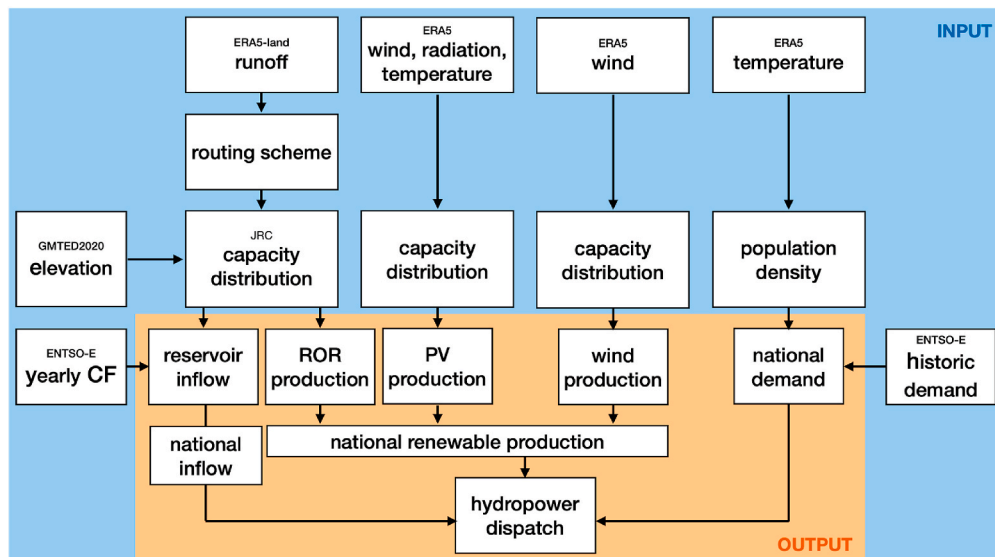 INPUT
ERA5-land
runoff
ERA5
wind, radiation,
temperature
ERA5
wind
ERA5
temperature
routing scheme
GMTED2020
elevation
JRC
capacity
distribution
capacity
distribution
capacity
distribution
population
density
ENTSO-E
yearly CF
reservoir
inflow
ROR
production
PV
production
wind
production
national
demand
ENTSO-E
historic
demand
national
inflow
national renewable production
hydropower
dispatch
OUTPUT